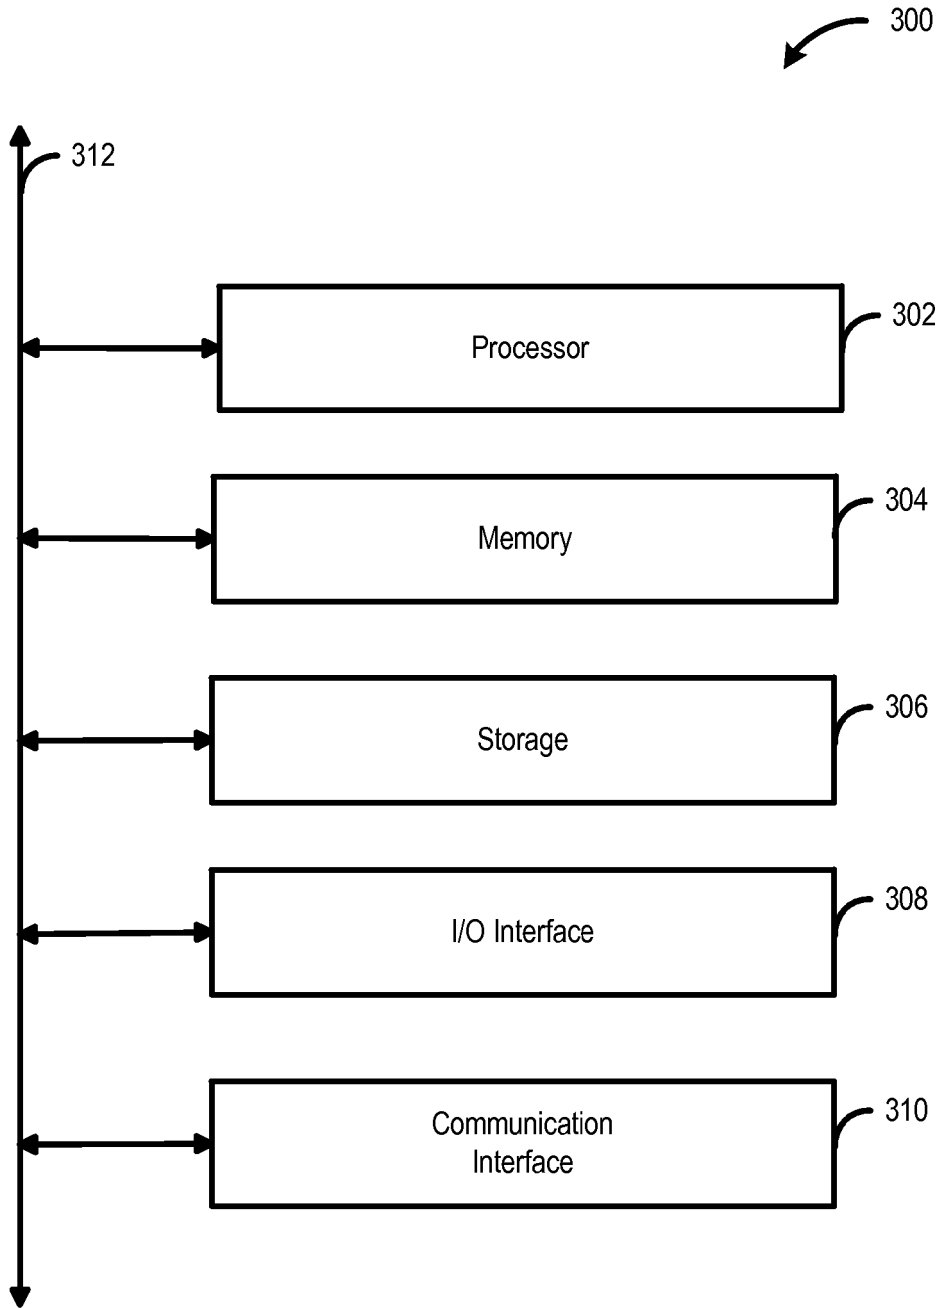 300
312
302
Processor
304
Memory
306
Storage
308
I/O Interface
310
Communication
Interface